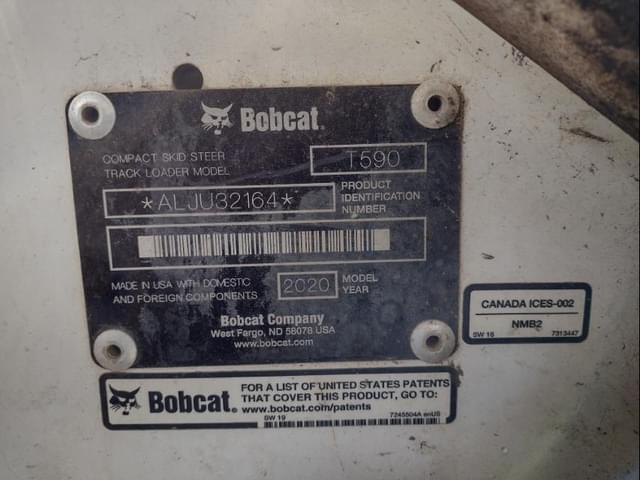 Bobcat.
COMPACT SKID STEER
TRACK LOADER MODEL
T590
*ALJU32164*
PRODUCT
IDENTIFICATION
NUMBER
MADE IN USA WITH DOMESTIC
AND FOREIGN COMPONENTS
2020
MODEL
YEAR
Bobcat Company
West Fargo, ND 58078 USA
www.bobcat.com
CANADA ICES-002
NMB2
SW 16 7313447
Bobcat.
FOR A LIST OF UNITED STATES PATENTS
THAT COVER THIS PRODUCT, GO TO:
www.bobcat.com/patents
SW 19 7245504A enUS